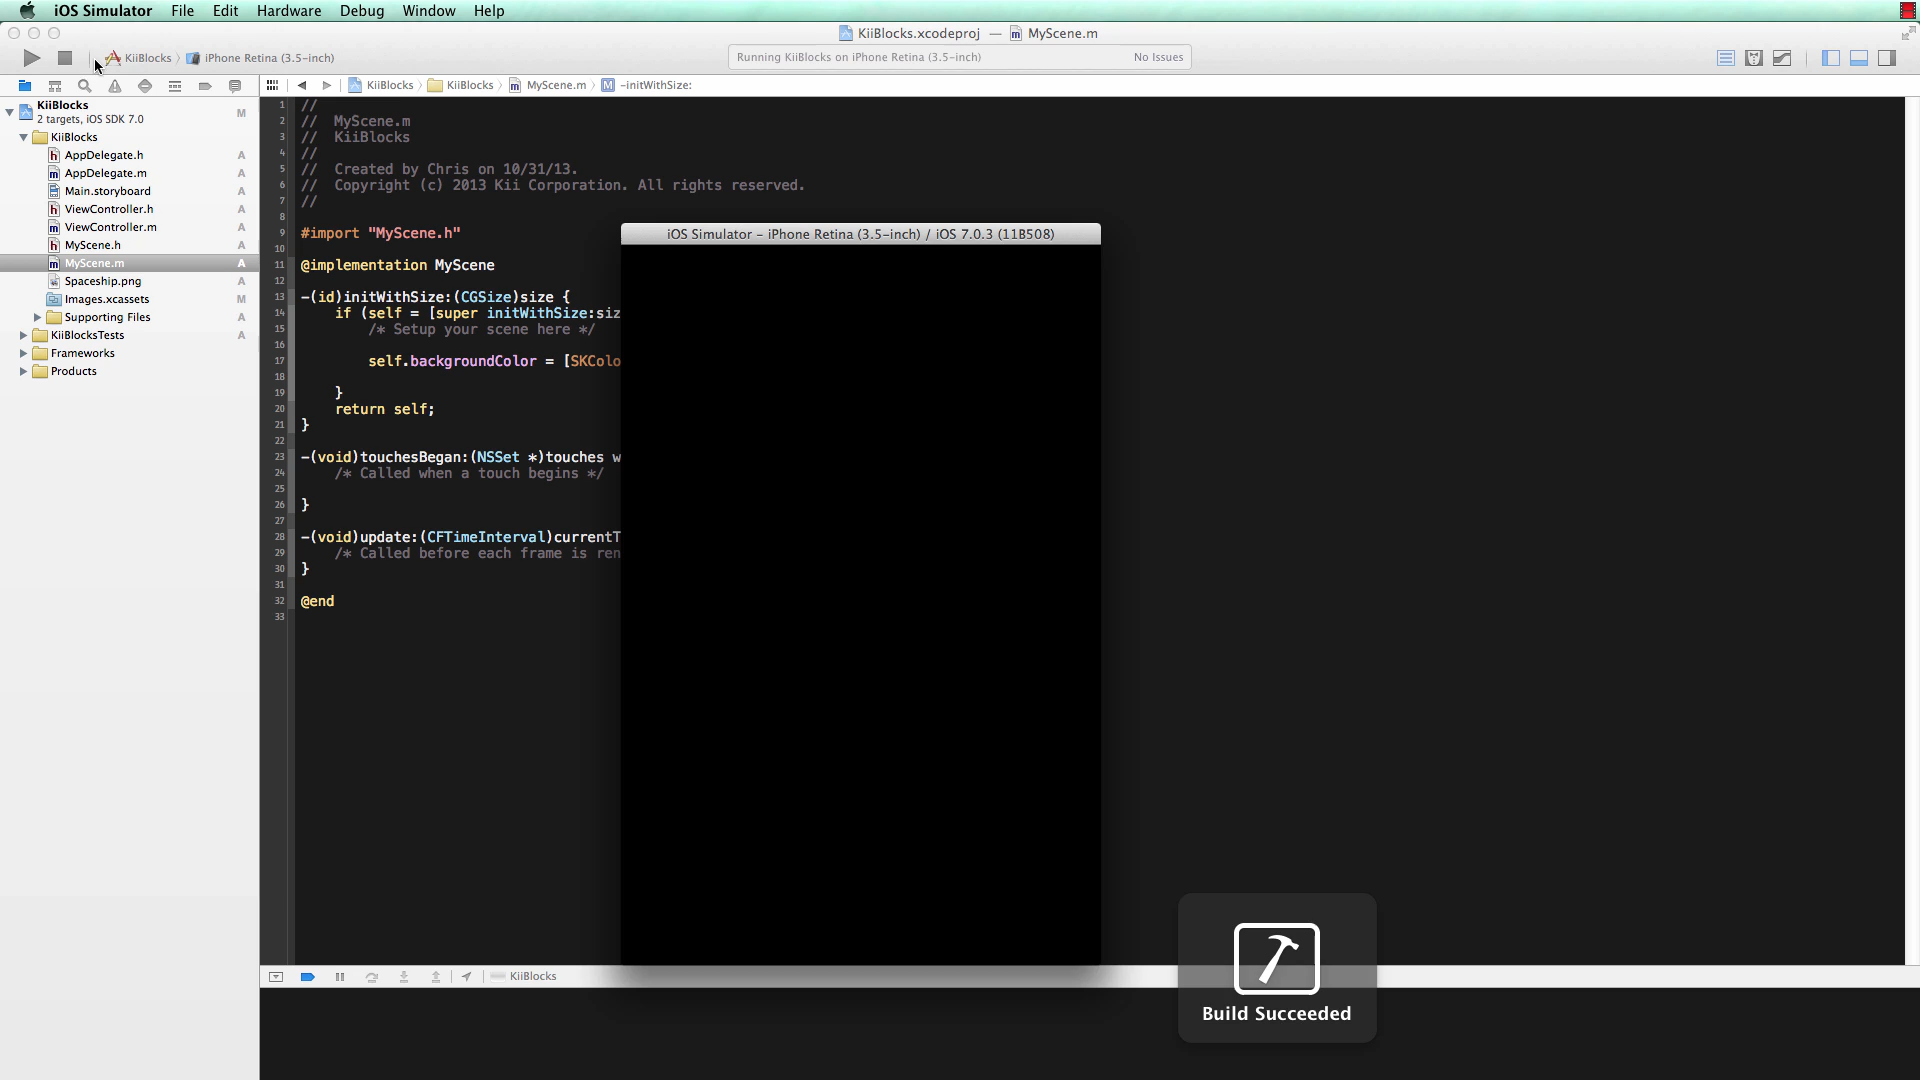 iOS Simulator File Edit Hardware Debug Window Help
KiiBlocks.xcodeproj — MyScene.m
KiiBlocks iPhone Retina (3.5-inch)
Running KiiBlocks on iPhone Retina (3.5-inch) No Issues
KiiBlocks KiiBlocks MyScene.m -initWithSize:
KiiBlocks M
2 targets, iOS SDK 7.0
KiiBlocks
AppDelegate.h A
AppDelegate.m A
Main.storyboard A
ViewController.h A
ViewController.m A
MyScene.h A
MyScene.m A
Spaceship.png A
Images.xcassets M
Supporting Files A
KiiBlocksTests A
Frameworks
Products
1 //
2 //  MyScene.m
3 //  KiiBlocks
4 //
5 //  Created by Chris on 10/31/13.
6 //  Copyright (c) 2013 Kii Corporation. All rights reserved.
7 //
8
9 #import "MyScene.h"
10
11 @implementation MyScene
12
13 -(id)initWithSize:(CGSize)size {
14     if (self = [super initWithSize:siz
15         /* Setup your scene here */
16
17         self.backgroundColor = [SKColo
18
19     }
20     return self;
21 }
22
23 -(void)touchesBegan:(NSSet *)touches w
24     /* Called when a touch begins */
25
26 }
27
28 -(void)update:(CFTimeInterval)currentT
29     /* Called before each frame is ren
30 }
31
32 @end
33
iOS Simulator - iPhone Retina (3.5-inch) / iOS 7.0.3 (11B508)
KiiBlocks
Build Succeeded